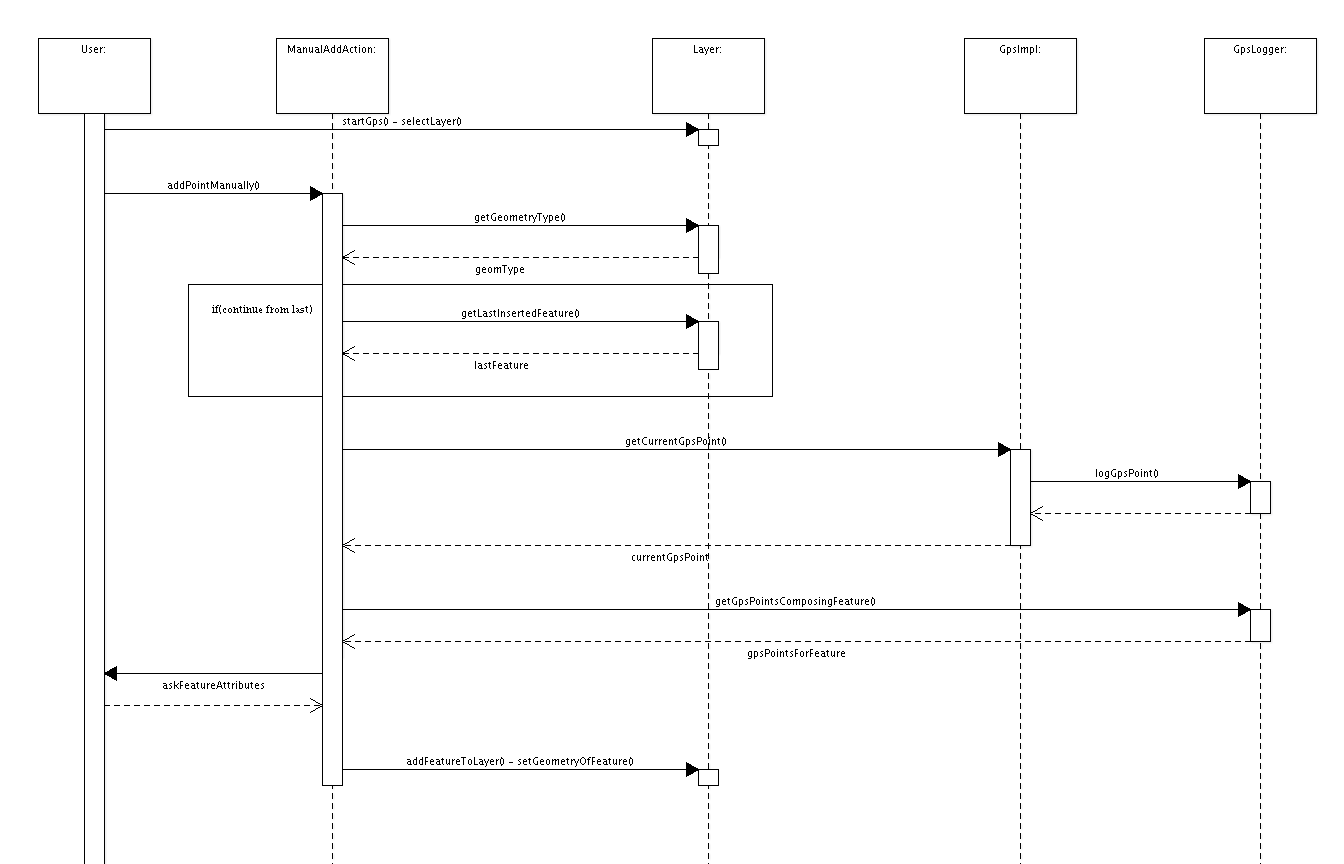 User:
ManualAddAction:
Layer:
GpsImpl:
GpsLogger:
startGps() - selectLayer()
addPointManually()
getGeometryType()
geomType
if(continue from last)
getLastInsertedFeature()
lastFeature
getCurrentGpsPoint()
logGpsPoint()
currentGpsPoint
getGpsPointsComposingFeature()
gpsPointsForFeature
askFeatureAttributes
addFeatureToLayer() - setGeometryOfFeature()